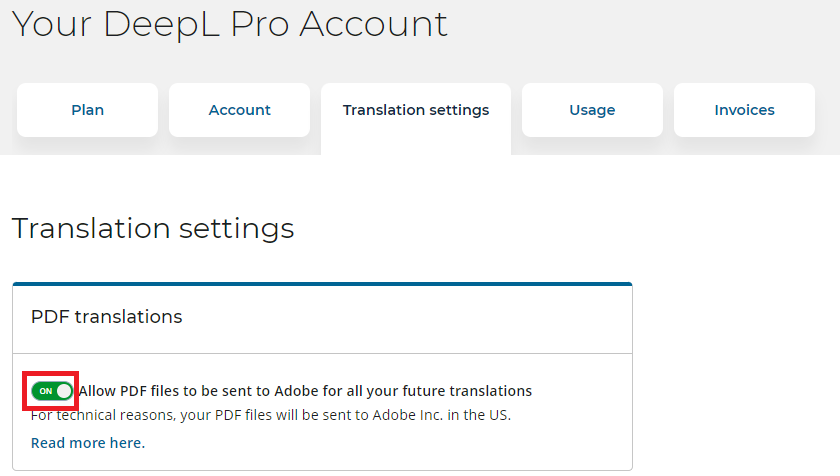 Your DeepL Pro Account
Plan
Account
Translation settings
Usage
Invoices
Translation settings
PDF translations
ON
Allow PDF files to be sent to Adobe for all your future translations
For technical reasons, your PDF files will be sent to Adobe Inc. in the US.
Read more here.